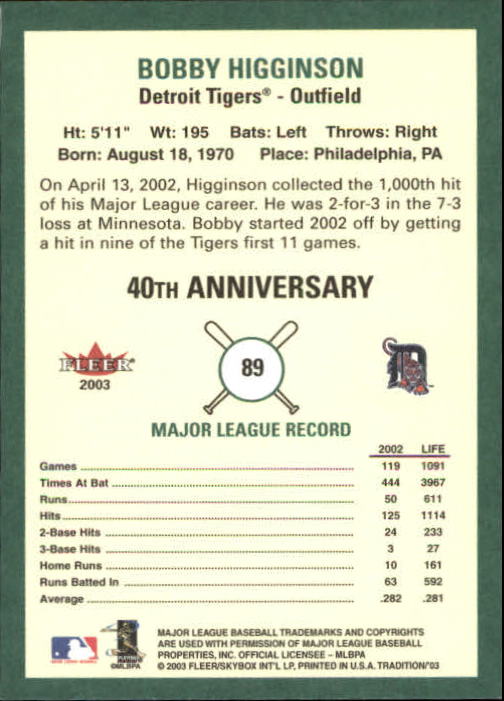 BOBBY HIGGINSON
Detroit Tigers® - Outfield
Ht: 5'11" Wt: 195 Bats: Left Throws: Right
Born: August 18, 1970 Place: Philadelphia, PA
On April 13, 2002, Higginson collected the 1,000th hit
of his Major League career. He was 2-for-3 in the 7-3
loss at Minnesota. Bobby started 2002 off by getting
a hit in nine of the Tigers first 11 games.
40TH ANNIVERSARY
FLEER®
2003
89
D
MAJOR LEAGUE RECORD
2002 LIFE
Games 119 1091
Times At Bat 444 3967
Runs 50 611
Hits 125 1114
2-Base Hits 24 233
3-Base Hits 3 27
Home Runs 10 161
Runs Batted In 63 592
Average .282 .281
©MLBPA
MAJOR LEAGUE BASEBALL TRADEMARKS AND COPYRIGHTS
ARE USED WITH PERMISSION OF MAJOR LEAGUE BASEBALL
PROPERTIES, INC. OFFICIAL LICENSEE - MLBPA
© 2003 FLEER/SKYBOX INT'L LP, PRINTED IN U.S.A. TRADITION/'03